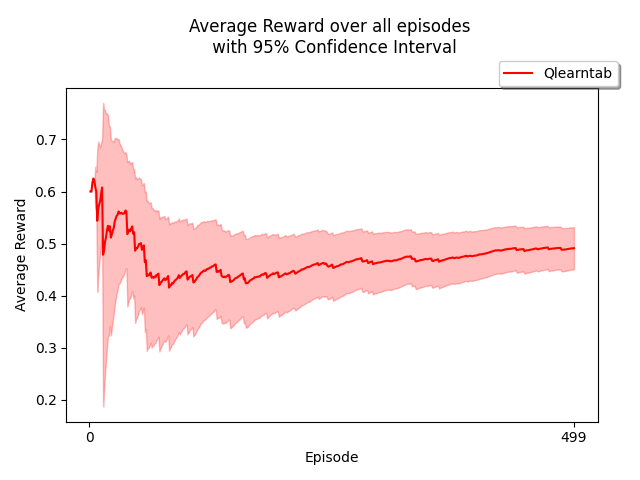 Average Reward over all episodes
with 95% Confidence Interval
Qlearntab
Average Reward
0.7
0.6
0.5
0.4
0.3
0.2
0
499
Episode